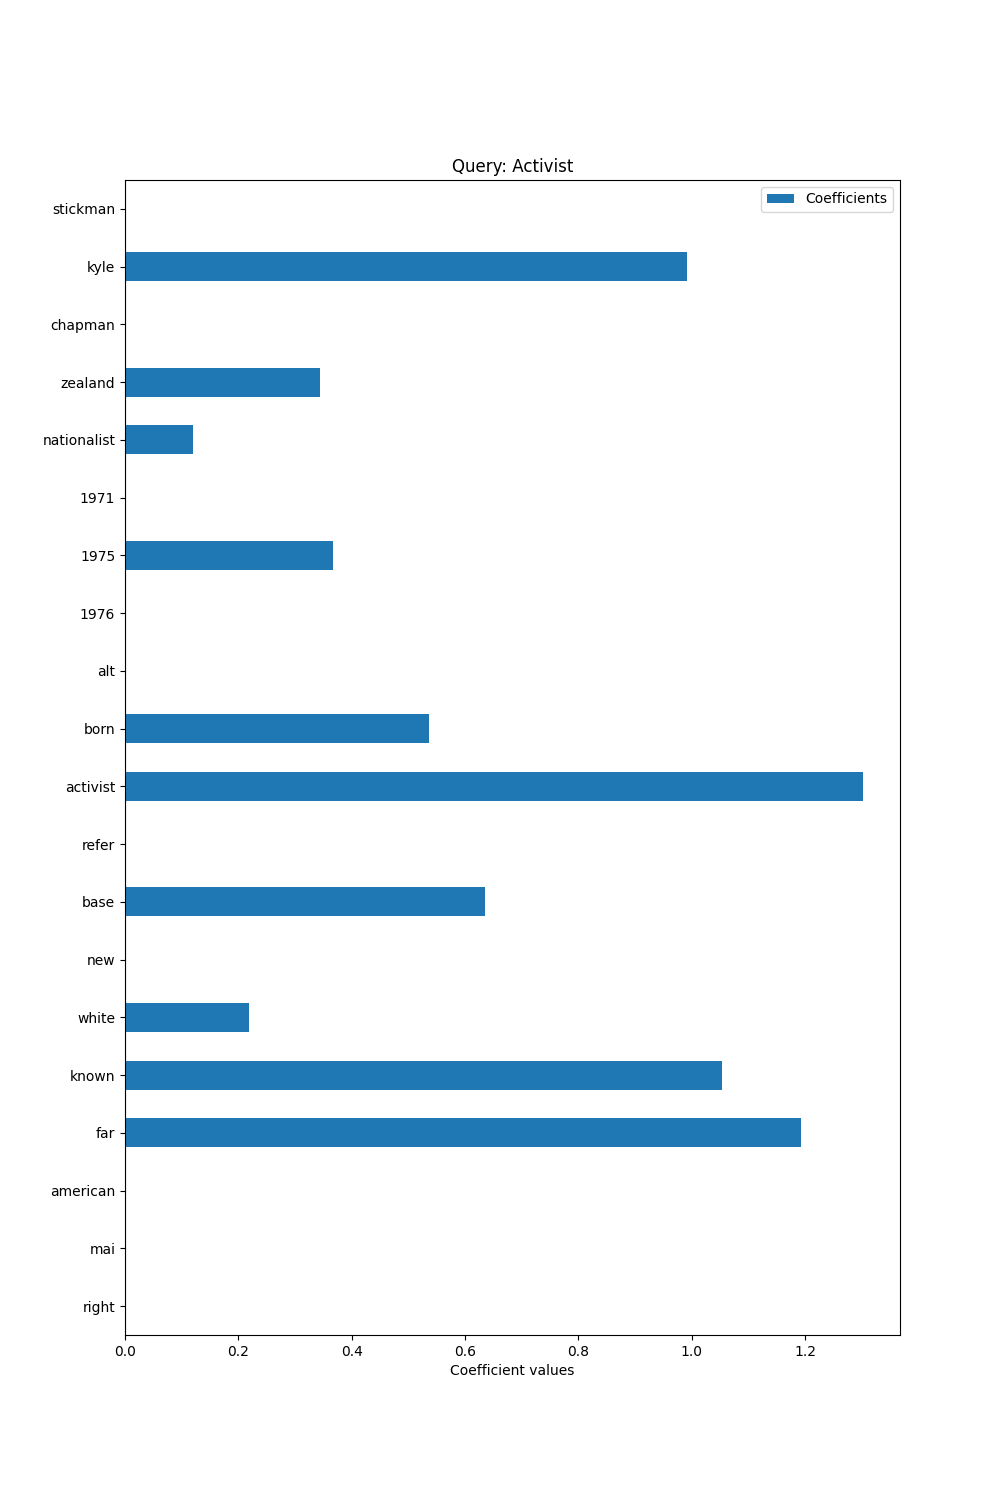 Query: Activist
Coefficients
stickman
kyle
chapman
zealand
nationalist
1971
1975
1976
alt
born
activist
refer
base
new
white
known
far
american
mai
right
0.0 0.2 0.4 0.6 0.8 1.0 1.2
Coefficient values